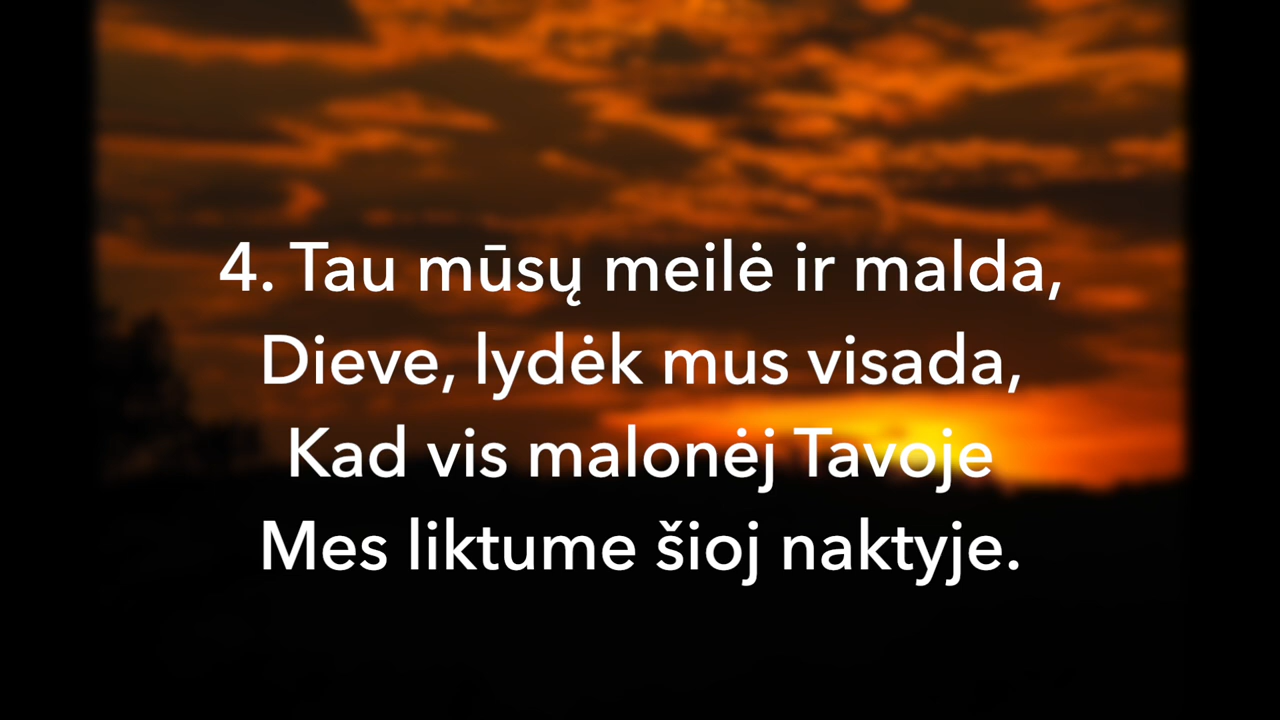 4. Tau mūsų meilė ir malda,
Dieve, lydėk mus visada,
Kad vis malonėj Tavoje
Mes liktume šioj naktyje.